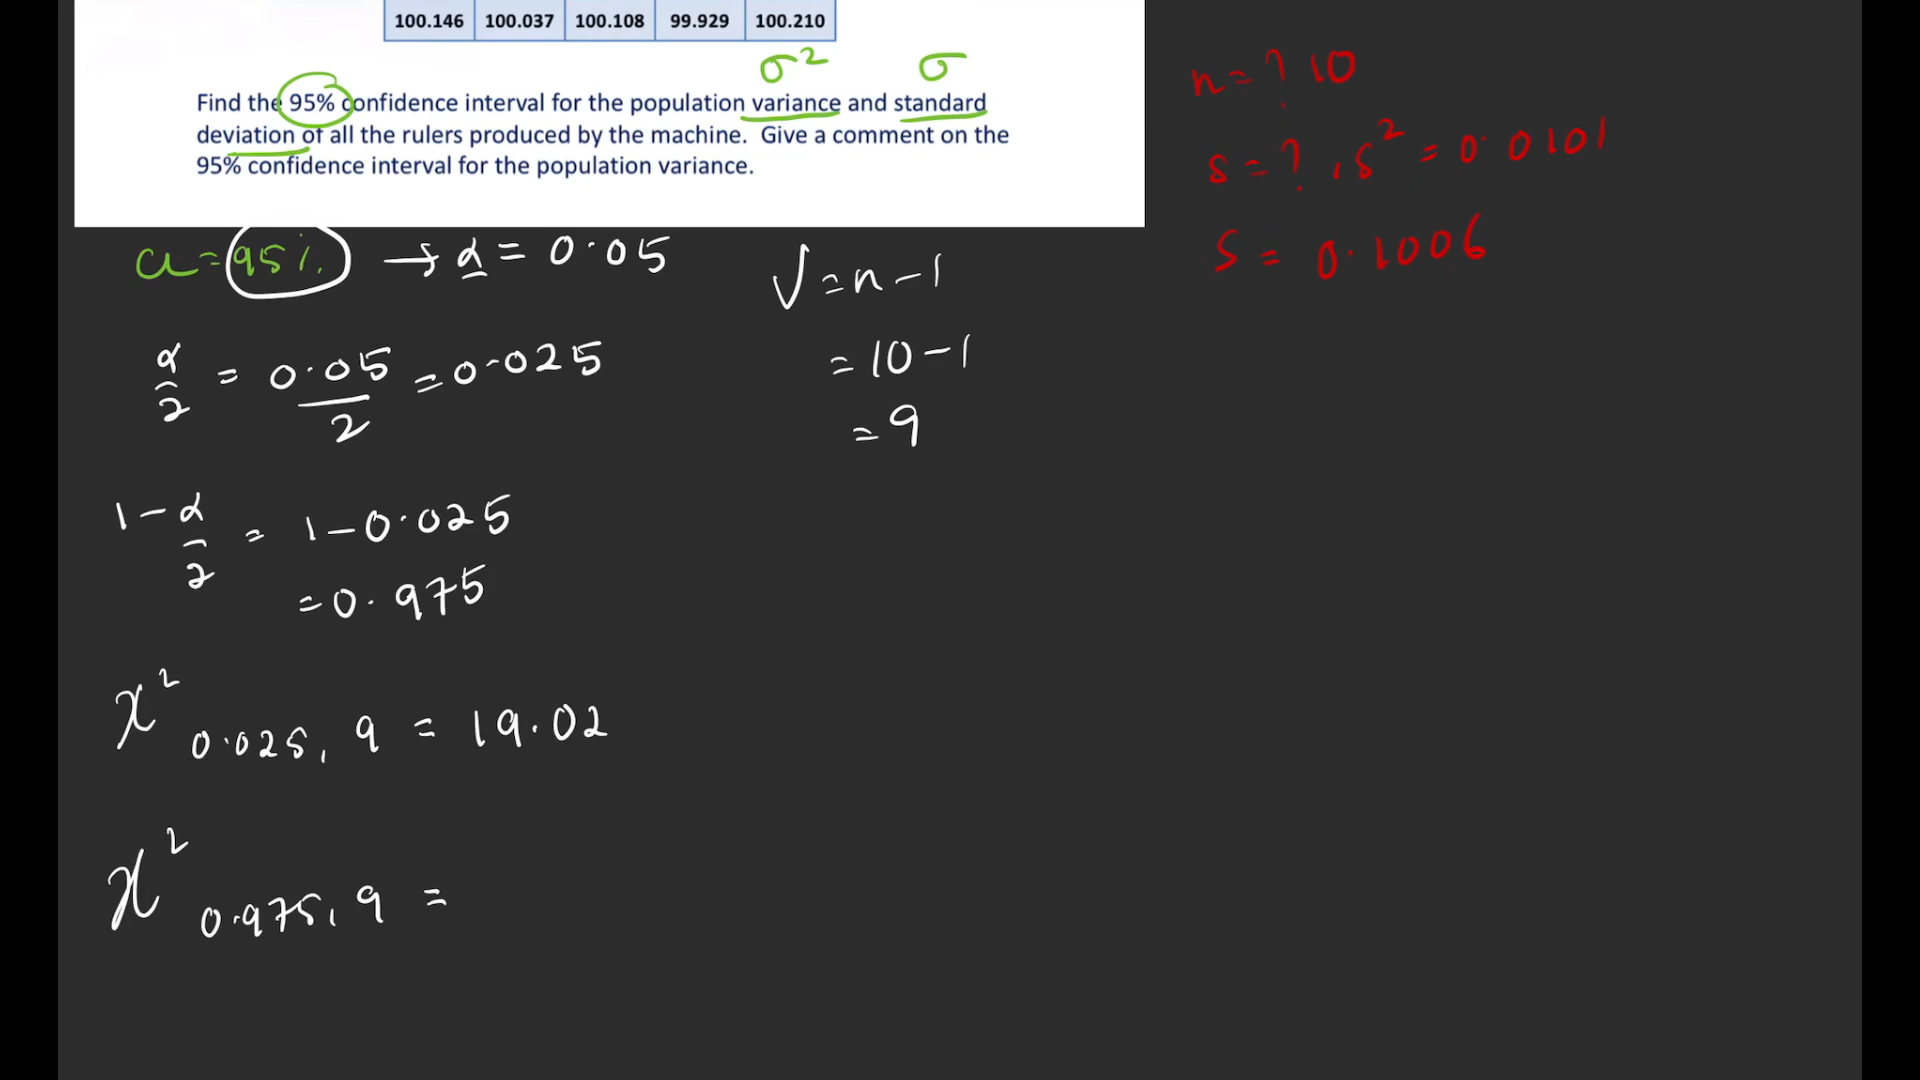 100.146 100.037 100.108 99.929 100.210
σ² σ
Find the 95% confidence interval for the population variance and standard
deviation of all the rulers produced by the machine. Give a comment on the
95% confidence interval for the population variance.
n = ? 10
s = ? , s² = 0.0101
S = 0.1006
CL = 95% → α = 0.05
α/2 = 0.05/2 = 0.025
1 - α/2 = 1 - 0.025
= 0.975
V = n - 1
= 10 - 1
= 9
χ² 0.025, 9 = 19.02
χ² 0.975, 9 =